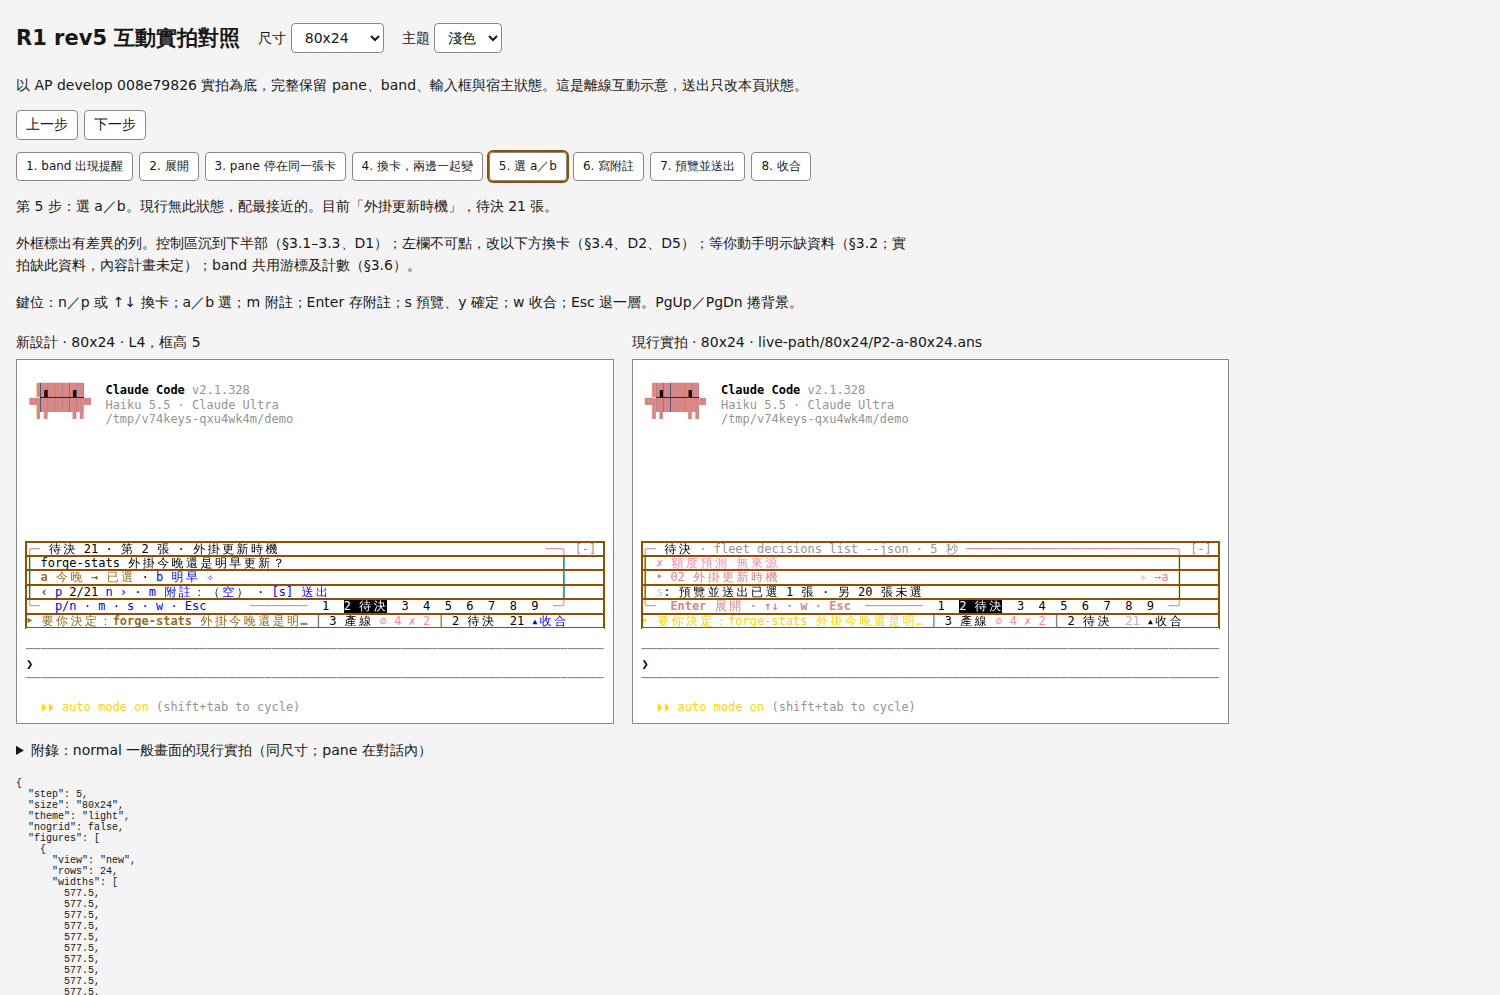 R1 rev5 互動實拍對照 尺寸 80x24 主題 淺色
以 AP develop 008e79826 實拍為底，完整保留 pane、band、輸入框與宿主狀態。這是離線互動示意，送出只改本頁狀態。
上一步 下一步
1. band 出現提醒 2. 展開 3. pane 停在同一張卡 4. 換卡，兩邊一起變 5. 選 a／b 6. 寫附註 7. 預覽並送出 8. 收合
第 5 步：選 a／b。現行無此狀態，配最接近的。目前「外掛更新時機」，待決 21 張。
外框標出有差異的列。控制區沉到下半部（§3.1–3.3、D1）；左欄不可點，改以下方換卡（§3.4、D2、D5）；等你動手明示缺資料（§3.2；實
拍缺此資料，內容計畫未定）；band 共用游標及計數（§3.6）。
鍵位：n／p 或 ↑↓ 換卡；a／b 選；m 附註；Enter 存附註；s 預覽、y 確定；w 收合；Esc 退一層。PgUp／PgDn 捲背景。
新設計 · 80x24 · L4，框高 5
Claude Code v2.1.328
Haiku 5.5 · Claude Ultra
/tmp/v74keys-qxu4wk4m/demo
待決 21 · 第 2 張 · 外掛更新時機 [-]
forge-stats 外掛今晚還是明早更新？
a 今晚 → 已選 · b 明早 ✧
‹ p 2/21 n › · m 附註：（空） · [s] 送出
p/n · m · s · w · Esc 1 2 待決 3 4 5 6 7 8 9
▸ 要你決定：forge-stats 外掛今晚還是明… | 3 產線 ⊘ 4 ✗ 2 | 2 待決 21 ▴收合
❯
⏵⏵ auto mode on (shift+tab to cycle)
現行實拍 · 80x24 · live-path/80x24/P2-a-80x24.ans
Claude Code v2.1.328
Haiku 5.5 · Claude Ultra
/tmp/v74keys-qxu4wk4m/demo
待決 · fleet decisions list --json · 5 秒 [-]
✗ 額度預測 無來源
‣ 02 外掛更新時機 ✧ →a
s: 預覽並送出已選 1 張 · 另 20 張未選
Enter 展開 · ↑↓ · w · Esc 1 2 待決 3 4 5 6 7 8 9
▸ 要你決定：forge-stats 外掛今晚還是明… | 3 產線 ⊘ 4 ✗ 2 | 2 待決 21 ▴收合
❯
⏵⏵ auto mode on (shift+tab to cycle)
▶ 附錄：normal 一般畫面的現行實拍（同尺寸；pane 在對話內）
{
"step": 5,
"size": "80x24",
"theme": "light",
"nogrid": false,
"figures": [
{
"view": "new",
"rows": 24,
"widths": [
577.5,
577.5,
577.5,
577.5,
577.5,
577.5,
577.5,
577.5,
577.5,
577.5,